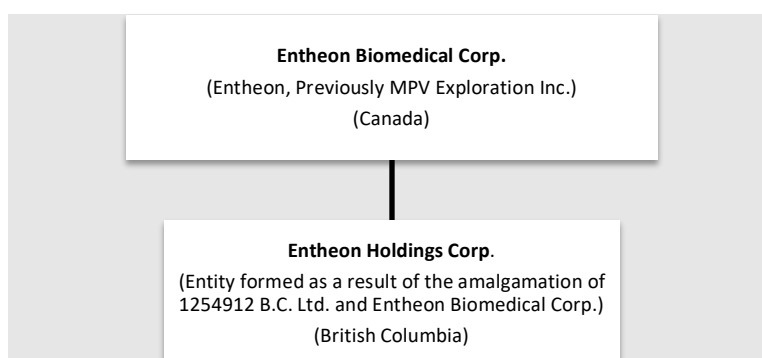 Entheon Biomedical Corp.
(Entheon, Previously MPV Exploration Inc.)
(Canada)
Entheon Holdings Corp.
(Entity formed as a result of the amalgamation of
1254912 B.C. Ltd. and Entheon Biomedical Corp.)
(British Columbia)